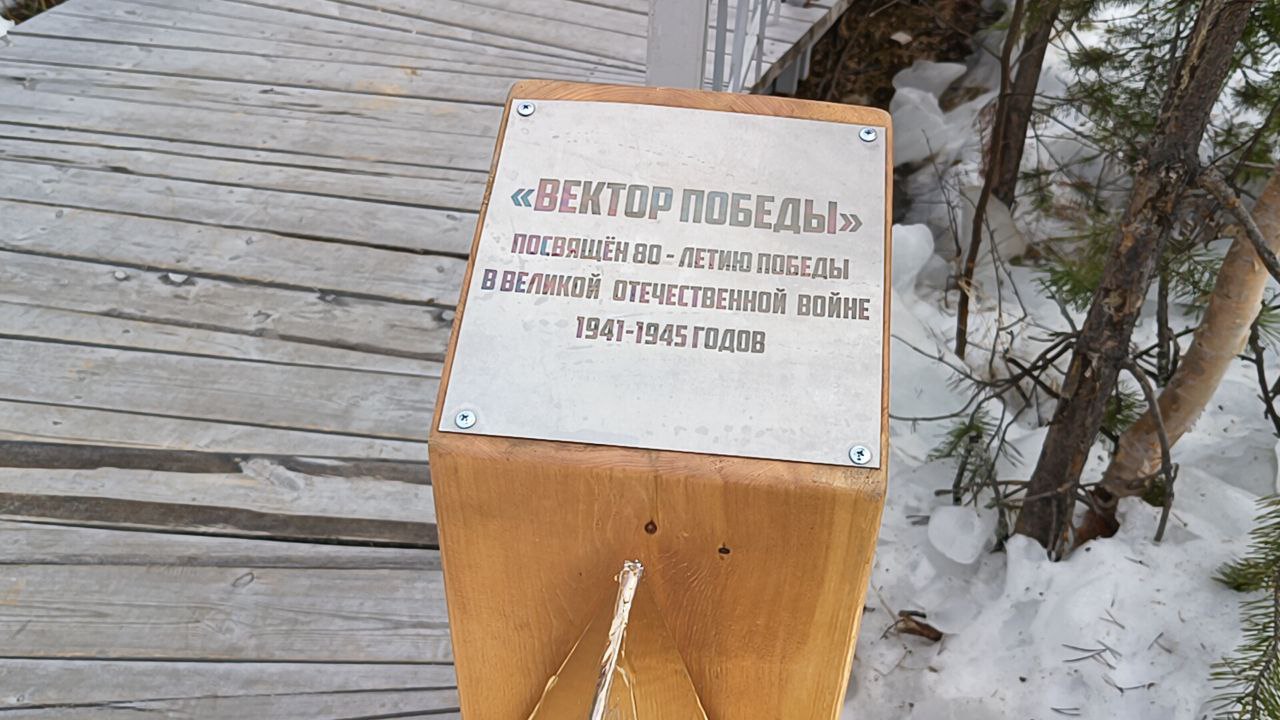 «ВЕКТОР ПОБЕДЫ»
ПОСВЯЩЁН 80 - ЛЕТИЮ ПОБЕДЫ
В ВЕЛИКОЙ ОТЕЧЕСТВЕННОЙ ВОЙНЕ
1941-1945 ГОДОВ